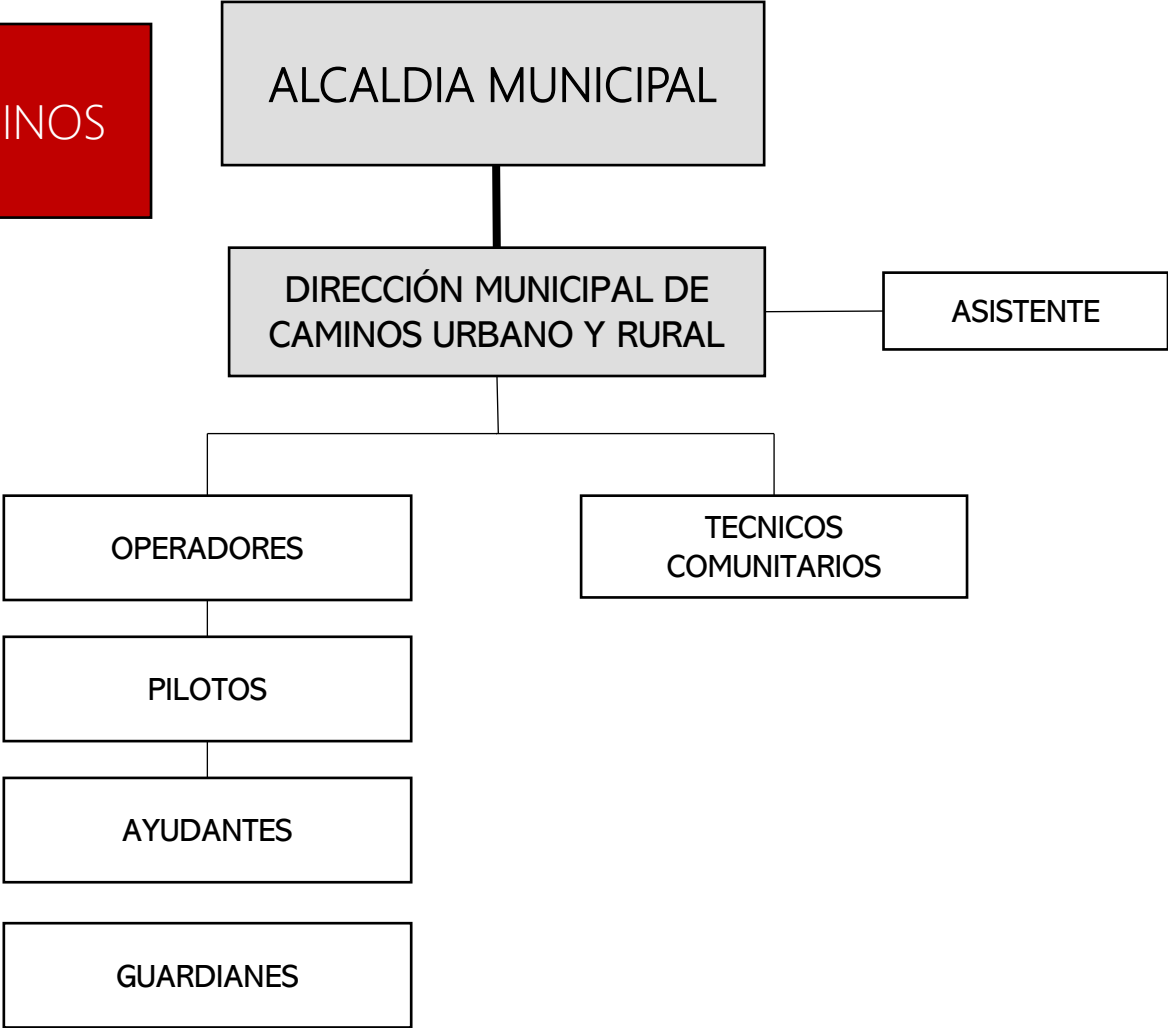 INOS
ALCALDIA MUNICIPAL
DIRECCIÓN MUNICIPAL DE
CAMINOS URBANO Y RURAL
ASISTENTE
OPERADORES
TECNICOS
COMUNITARIOS
PILOTOS
AYUDANTES
GUARDIANES